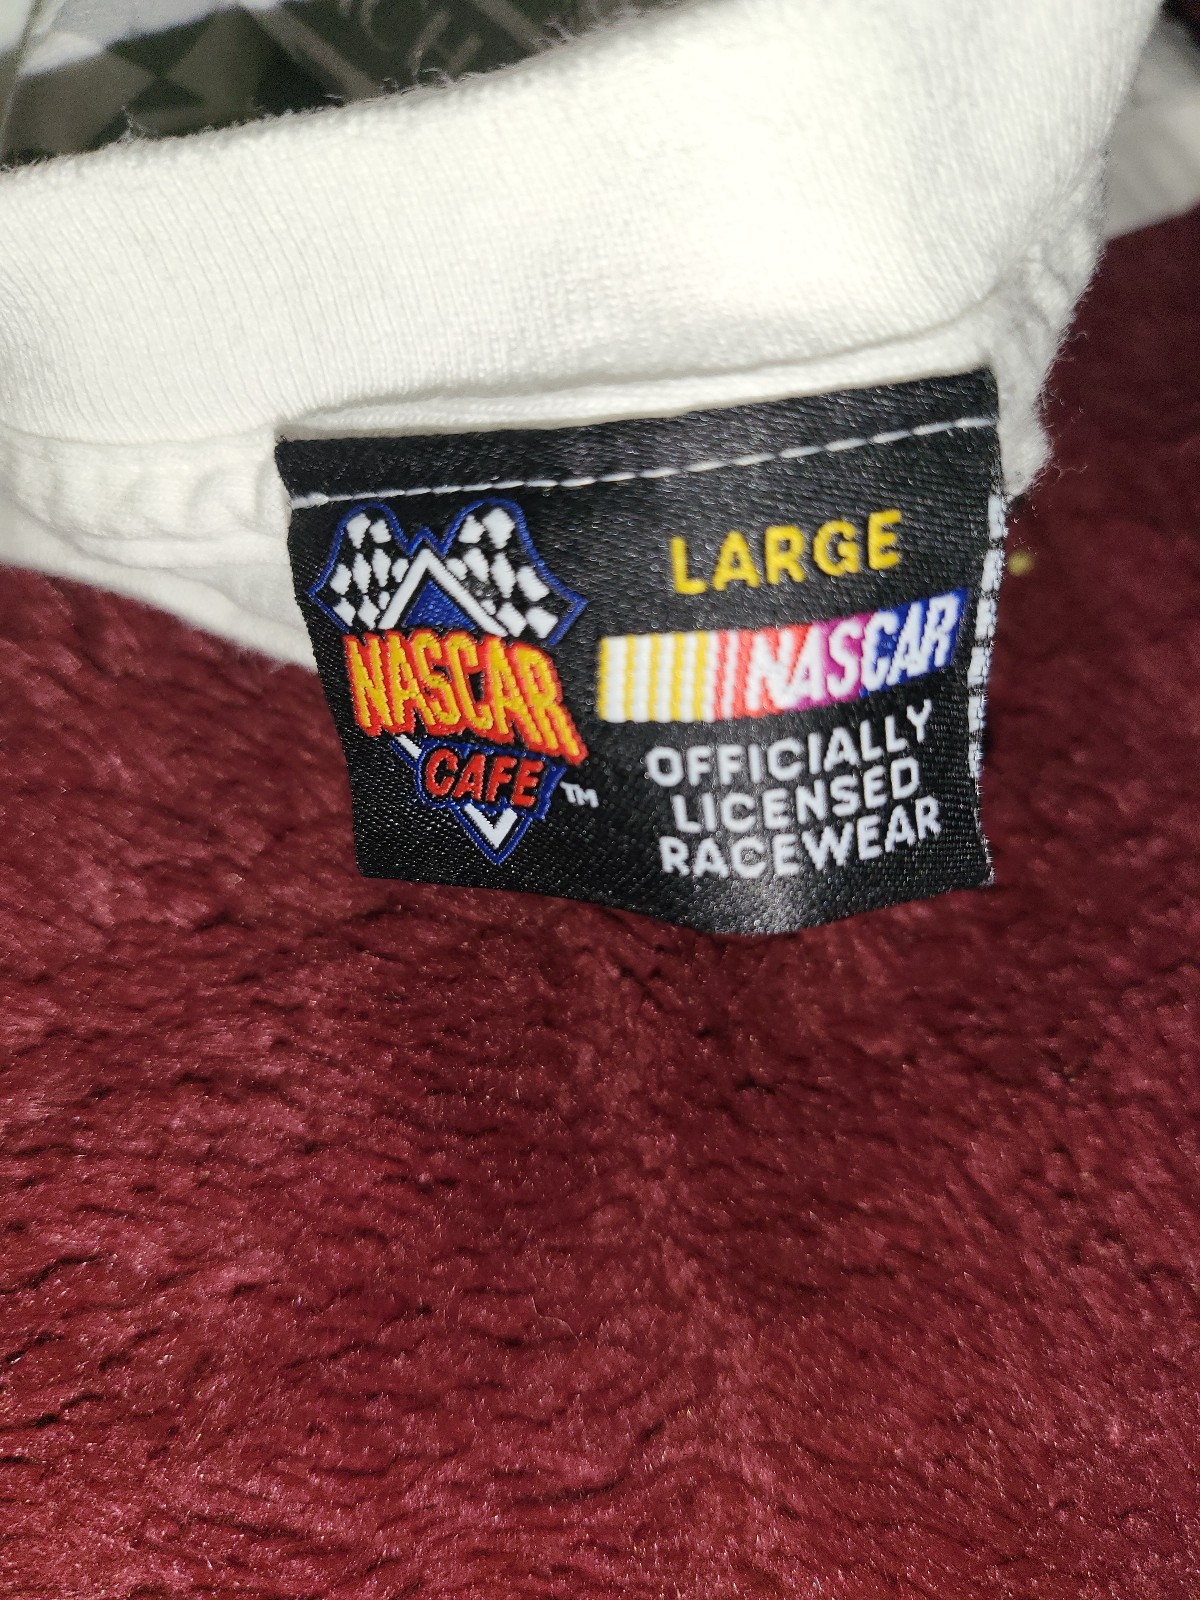 NASCAR
CAFE ™
LARGE
NASCAR
OFFICIALLY
LICENSED
RACEWEAR